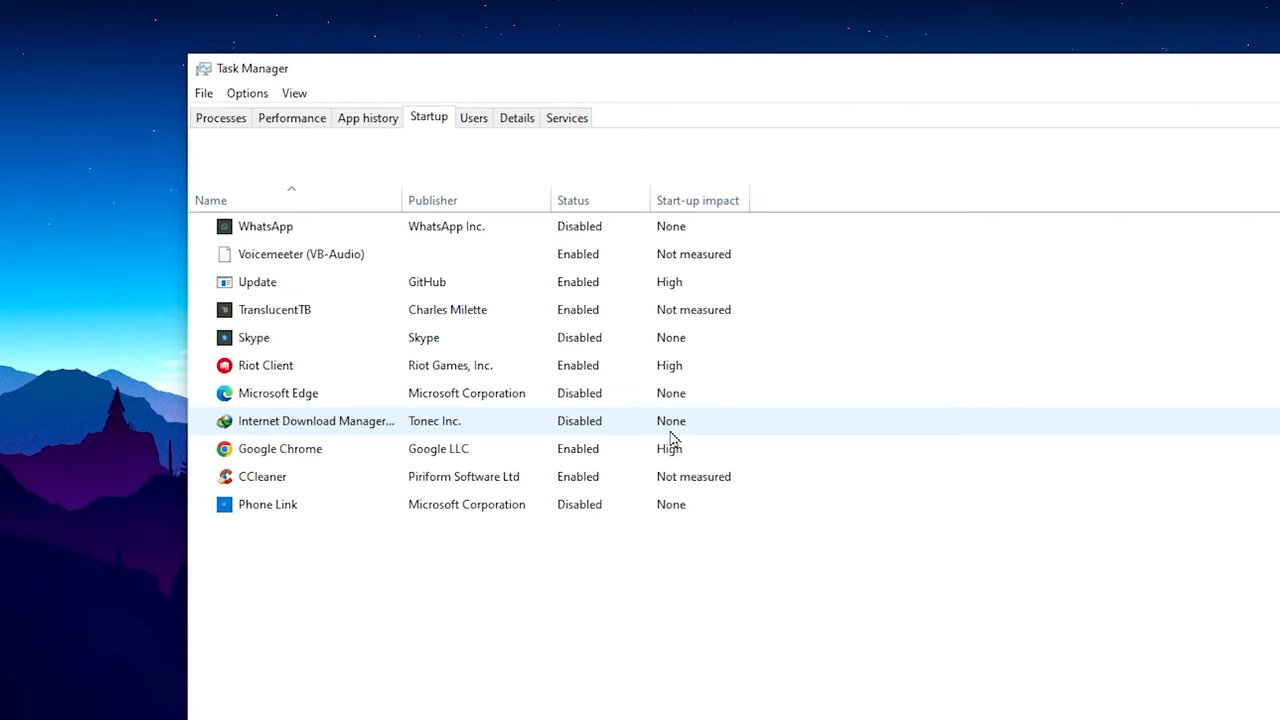 Task Manager
File Options View
Processes Performance App history Startup Users Details Services
Name Publisher Status Start-up impact
WhatsApp WhatsApp Inc. Disabled None
Voicemeeter (VB-Audio) Enabled Not measured
Update GitHub Enabled High
TranslucentTB Charles Milette Enabled Not measured
Skype Skype Disabled None
Riot Client Riot Games, Inc. Enabled High
Microsoft Edge Microsoft Corporation Disabled None
Internet Download Manager... Tonec Inc. Disabled None
Google Chrome Google LLC Enabled High
CCleaner Piriform Software Ltd Enabled Not measured
Phone Link Microsoft Corporation Disabled None